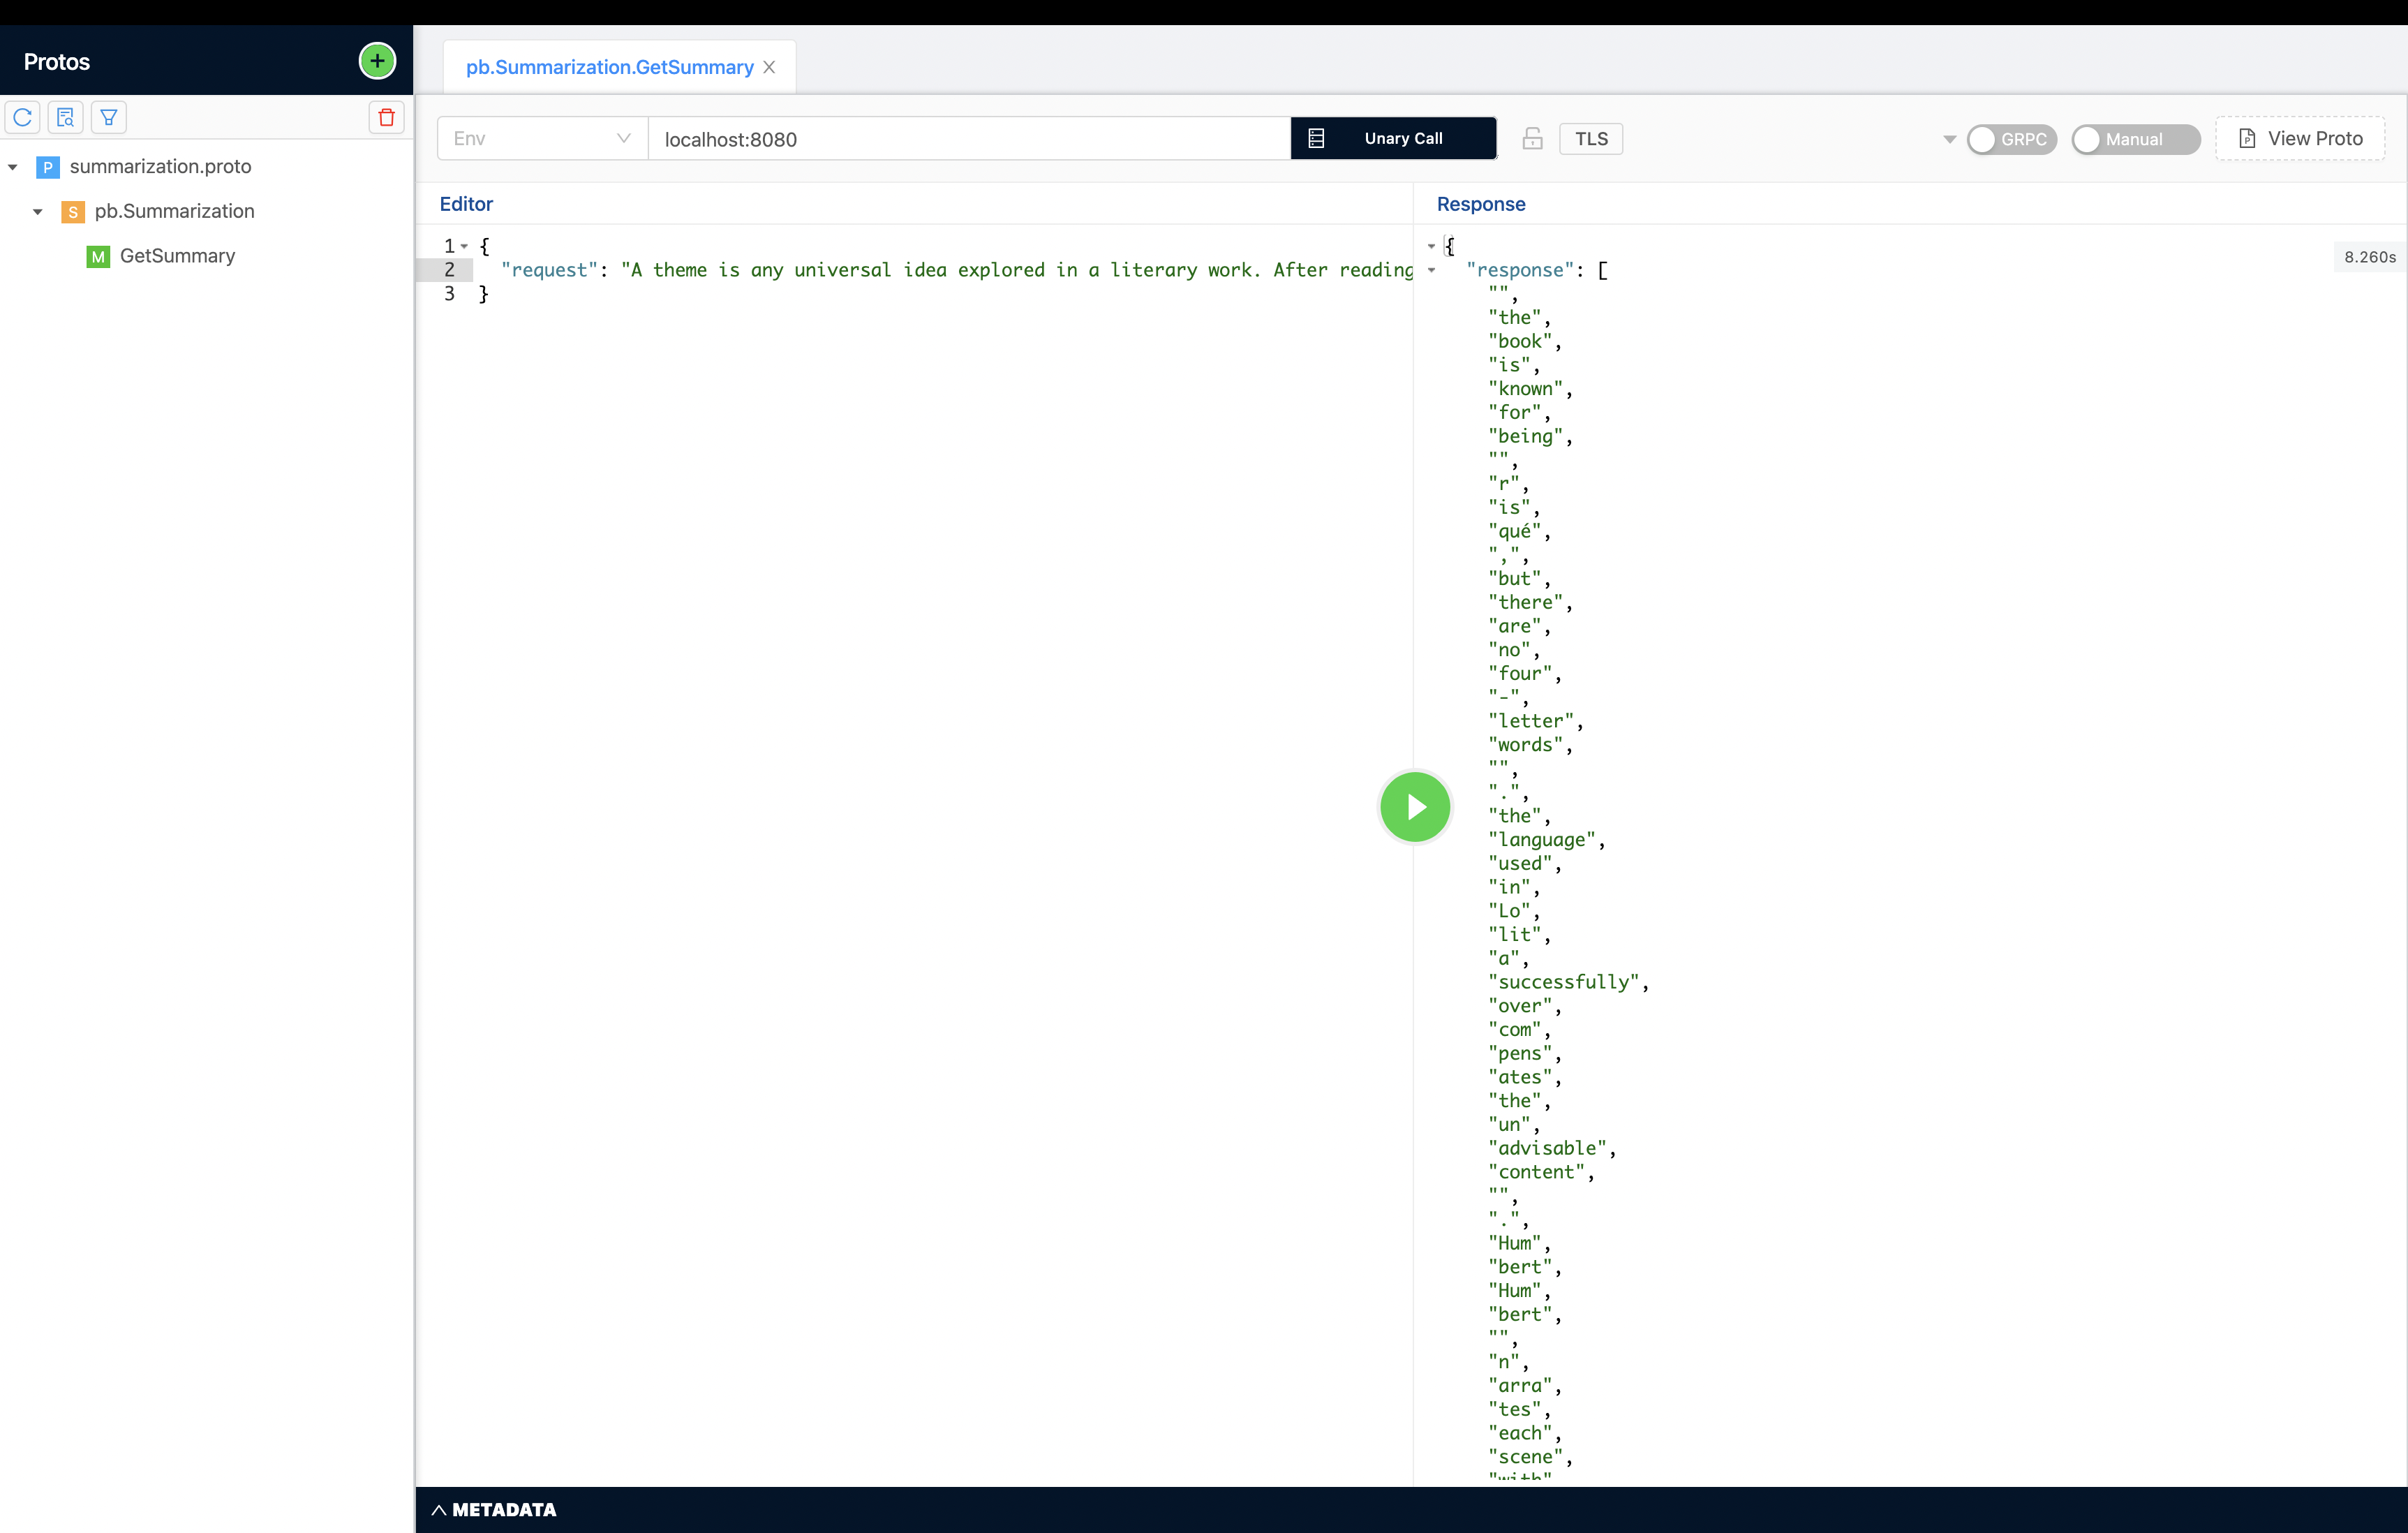 Protos
pb.Summarization.GetSummary
Env
localhost:8080
Unary Call
TLS
GRPC
Manual
View Proto
P summarization.proto
S pb.Summarization
M GetSummary
Editor
1 {
2 "request": "A theme is any universal idea explored in a literary work. After reading
3 }
Response
8.260s
{
"response": [
"",
"the",
"book",
"is",
"known",
"for",
"being",
"",
"r",
"is",
"qué",
",",
"but",
"there",
"are",
"no",
"four",
"-",
"letter",
"words",
"",
".",
"the",
"language",
"used",
"in",
"Lo",
"lit",
"a",
"successfully",
"over",
"com",
"pens",
"ates",
"the",
"un",
"advisable",
"content",
"",
".",
"Hum",
"bert",
"Hum",
"bert",
"",
"n",
"arra",
"tes",
"each",
"scene",
"with"
METADATA